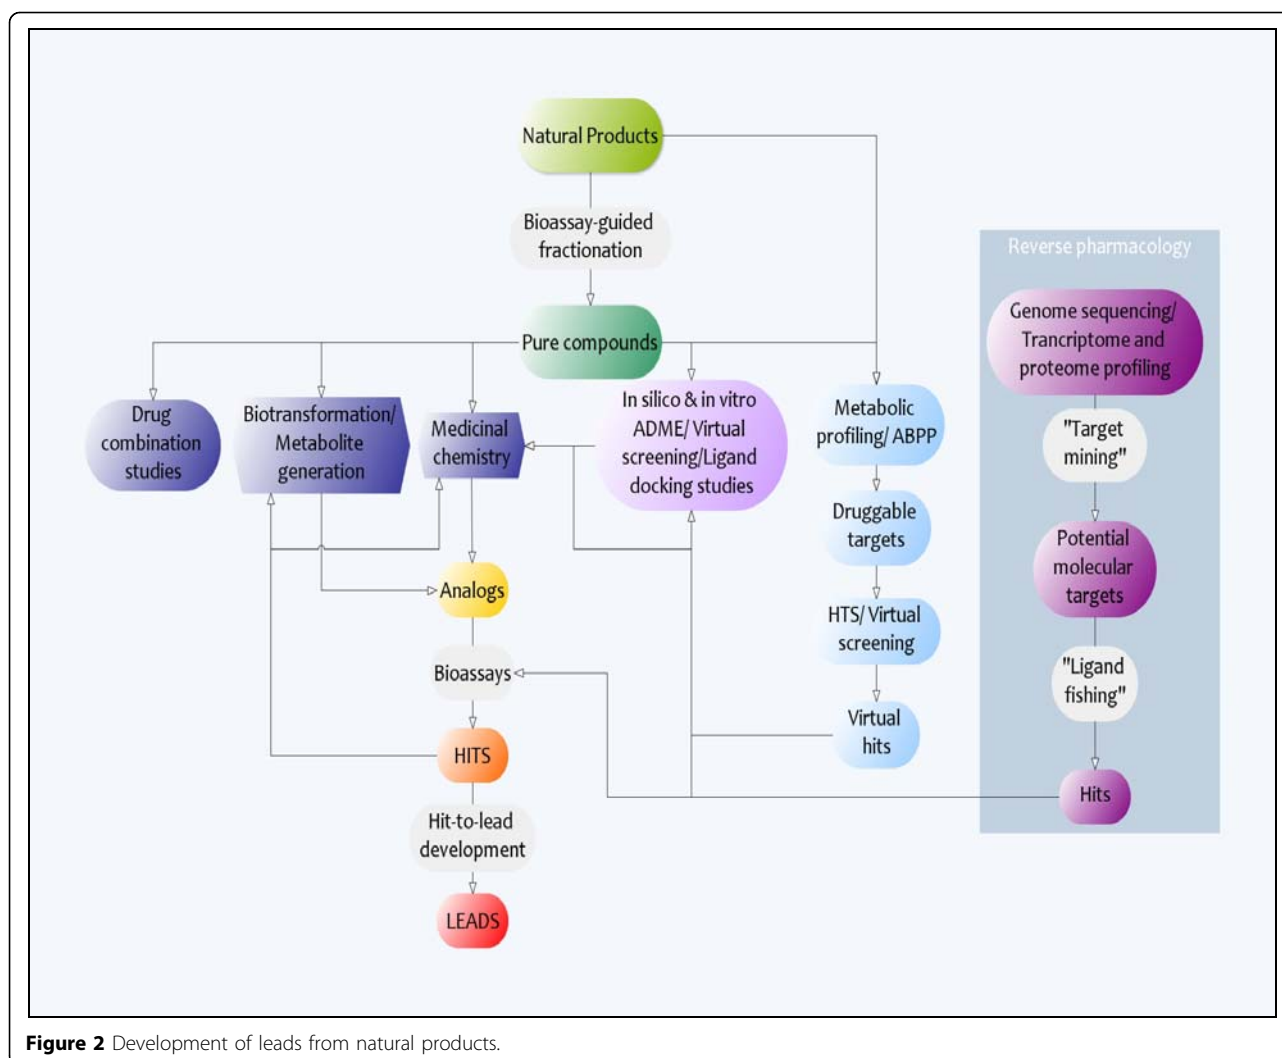 Natural Products
Bioassay-guided
fractionation
Pure compounds
Drug
combination
studies
Biotransformation/
Metabolite
generation
Medicinal
chemistry
In silico & in vitro
ADME/ Virtual
screening/Ligand
docking studies
Metabolic
profiling/ ABPP
Druggable
targets
HTS/ Virtual
screening
Virtual
hits
Analogs
Bioassays
HITS
Hit-to-lead
development
LEADS
Reverse pharmacology
Genome sequencing/
Trancriptome and
proteome profiling
"Target
mining"
Potential
molecular
targets
"Ligand
fishing"
Hits
Figure 2 Development of leads from natural products.